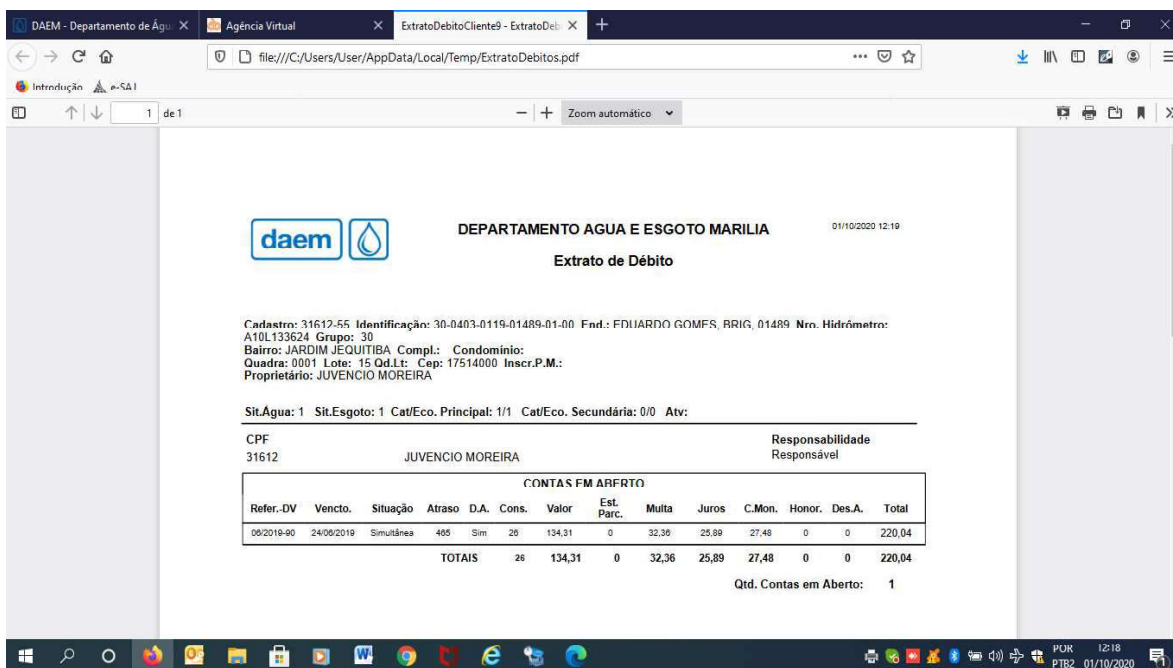 DAEM - Departamento de Águ
Agência Virtual
ExtratoDebitoCliente9 - ExtratoDeb
file:///C:/Users/User/AppData/Local/Temp/ExtratoDebitos.pdf
Introdução e-SAJ
1 de 1 Zoom automático
daem
DEPARTAMENTO AGUA E ESGOTO MARILIA 01/10/2020 12:19
Extrato de Débito
Cadastro: 31612-55 Identificação: 30-0403-0119-01489-01-00 End.: EDUARDO GOMES, BRIG, 01489 Nro. Hidrômetro:
A10L133624 Grupo: 30
Bairro: JARDIM JEQUITIBA Compl.: Condomínio:
Quadra: 0001 Lote: 15 Qd.Lt: Cep: 17514000 Inscr.P.M.:
Proprietário: JUVENCIO MOREIRA
Sit.Água: 1 Sit.Esgoto: 1 Cat/Eco. Principal: 1/1 Cat/Eco. Secundária: 0/0 Atv:
CPF Responsabilidade
31612 JUVENCIO MOREIRA Responsável
CONTAS EM ABERTO
Refer.-DV Vencto. Situação Atraso D.A. Cons. Valor Est. Parc. Multa Juros C.Mon. Honor. Des.A. Total
06/2019-90 24/06/2019 Simultânea 465 Sim 26 134,31 0 32,36 25,89 27,48 0 0 220,04
TOTAIS 26 134,31 0 32,36 25,89 27,48 0 0 220,04
Qtd. Contas em Aberto: 1
POR 12:18
PTB2 01/10/2020